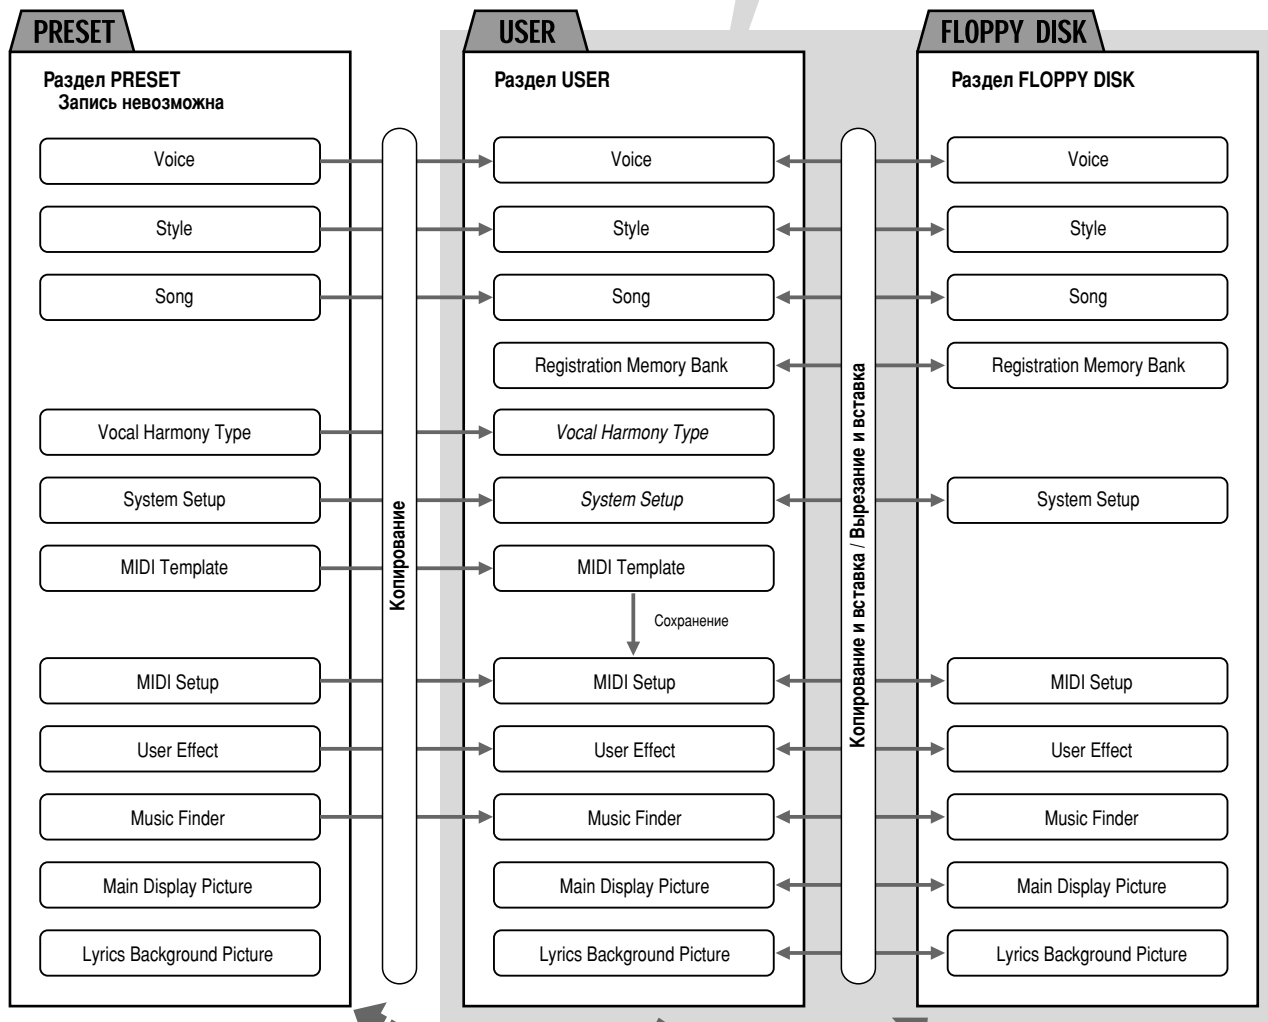 PRESET
Раздел PRESET
Запись невозможна
Voice
Style
Song
Vocal Harmony Type
System Setup
MIDI Template
MIDI Setup
User Effect
Music Finder
Main Display Picture
Lyrics Background Picture
Копирование
USER
Раздел USER
Voice
Style
Song
Registration Memory Bank
Vocal Harmony Type
System Setup
MIDI Template
Сохранение
MIDI Setup
User Effect
Music Finder
Main Display Picture
Lyrics Background Picture
Копирование и вставка / Вырезание и вставка
FLOPPY DISK
Раздел FLOPPY DISK
Voice
Style
Song
Registration Memory Bank
System Setup
MIDI Setup
User Effect
Music Finder
Main Display Picture
Lyrics Background Picture